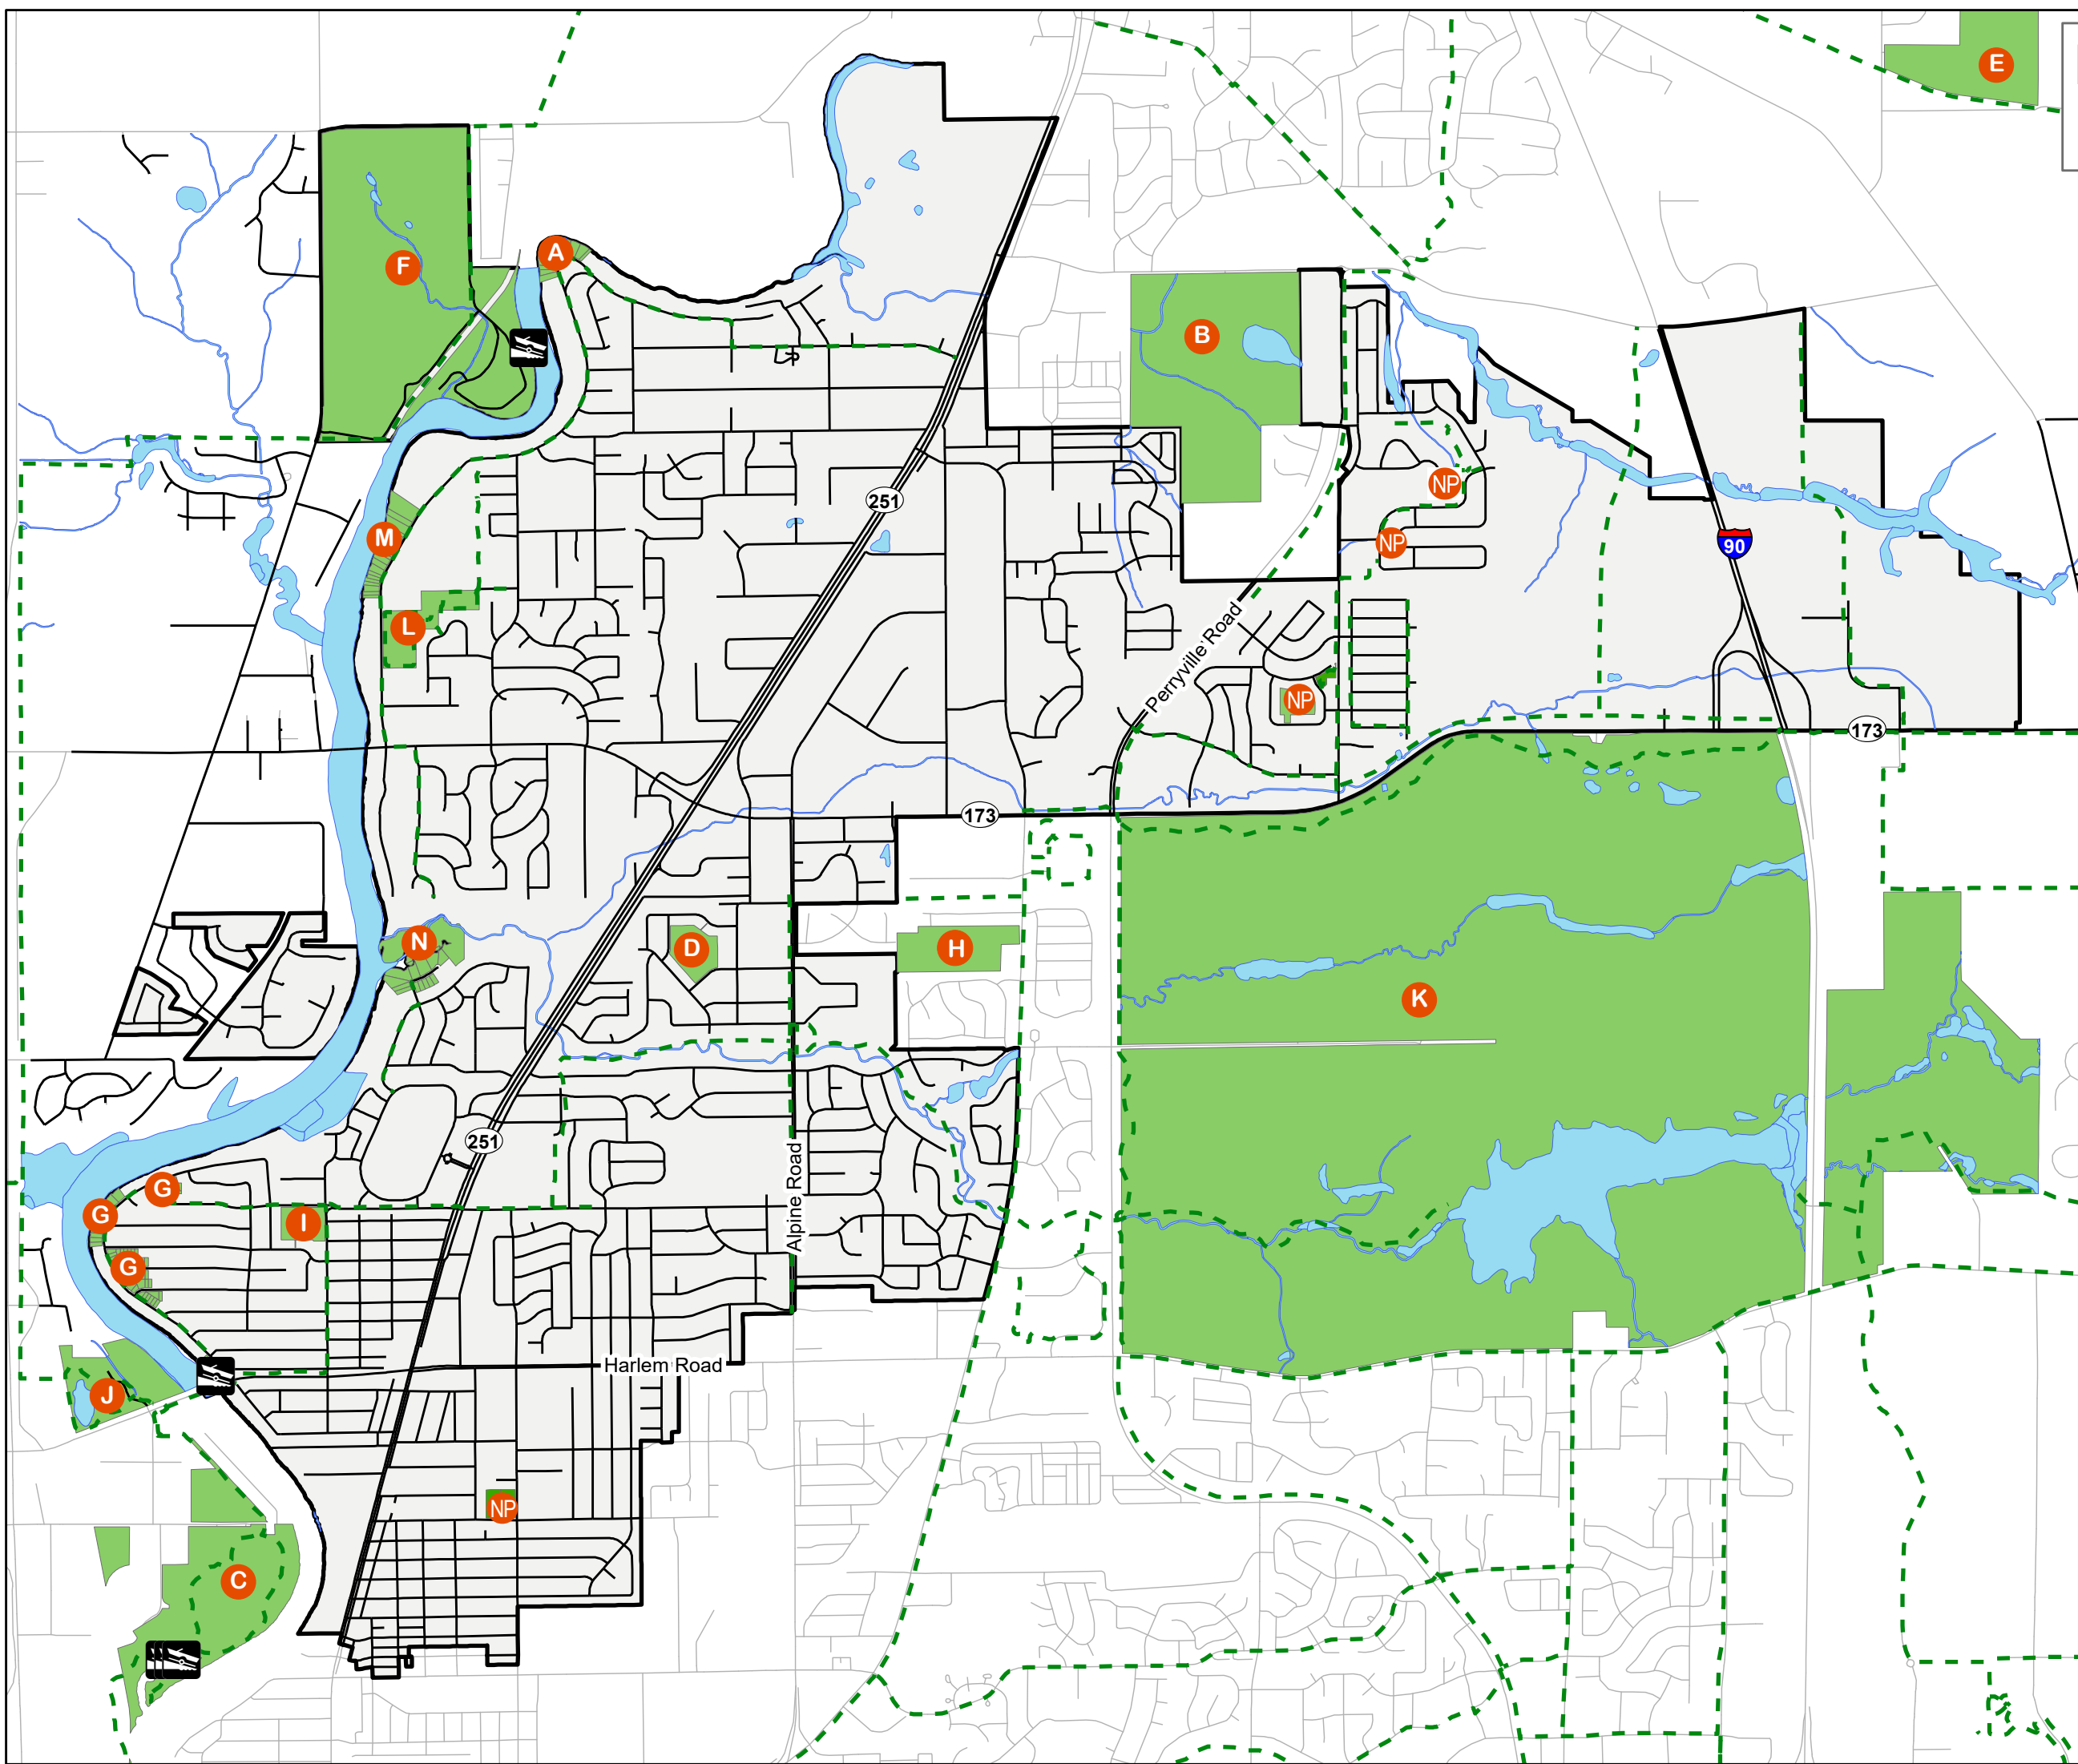 E
A
F
B
NP
251
M
NP
90
L
Perryville Road
NP
173
173
N
D
H
K
251
Alpine Road
G
G
I
G
Harlem Road
J
NP
C